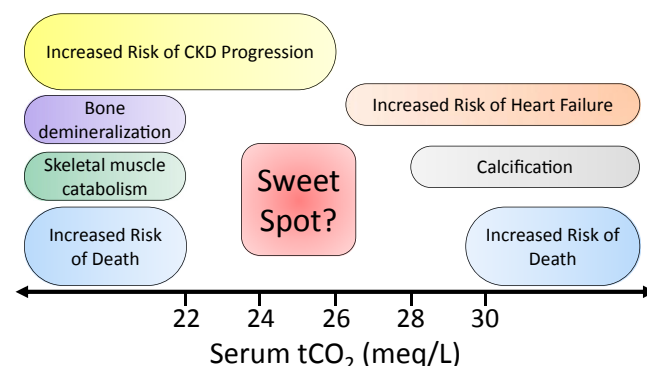 Increased Risk of CKD Progression
Bone
demineralization
Increased Risk of Heart Failure
Skeletal muscle
catabolism
Sweet
Spot?
Calcification
Increased Risk
of Death
Increased Risk of
Death
22 24 26 28 30
Serum tCO₂ (meq/L)